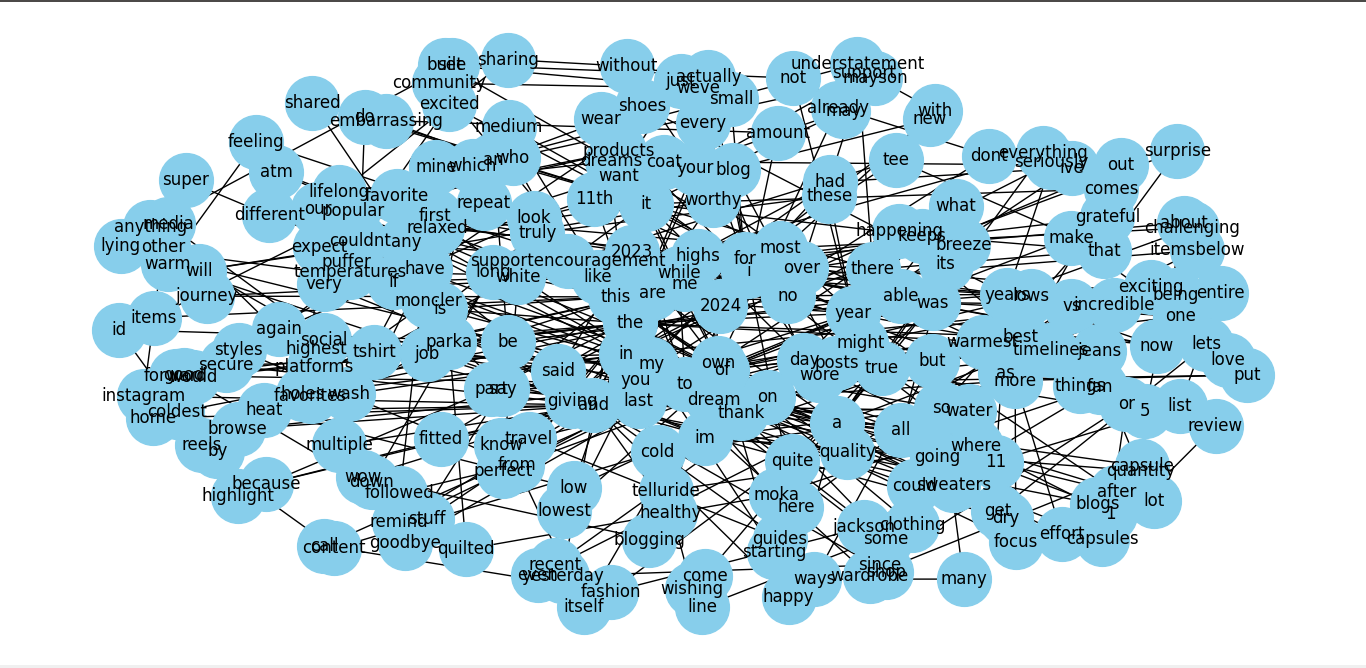 built
sharing
community
without
just
actually
weve
understatement
support
mayson
not
shared
do
embarrassing
excited
medium
shoes
wear
every
small
amount
already
may
with
new
feeling
atm
mine
which
who
products
dreams
want
coat
your
blog
tee
dont
everything
seriously
ive
out
surprise
super
lifelong
our
popular
favorite
repeat
11th
it
worthy
had
these
what
comes
grateful
different
first
relaxed
look
truly
media
anything
lying
other
warm
will
expect
couldnt
any
puffer
temperatures
very
if
have
long
white
supportencouragement
2023
like
highs
while
me
for
i
most
over
happening
keeps
breeze
its
make
that
about
challenging
itemsbelow
journey
moncler
is
this
are
2024
no
there
able
was
year
years
vs
incredible
exciting
being
entire
one
id
items
again
social
highest
platforms
styles
secure
tshirt
job
parka
be
the
in
my
own
or
might
day
posts
wore
true
but
warmest
best
timeline
jeans
now
lets
love
put
forward
good
would
instagram
home
coldest
heat
holes
favorites
wash
said
you
to
say
giving
and
last
dream
thank
on
as
more
things
fan
or
5
list
review
reels
by
browse
multiple
fitted
know
travel
from
perfect
cold
im
quite
a
quality
all
so
water
where
11
going
could
sweaters
capsule
quantity
because
highlight
wow
down
followed
low
lowest
telluride
healthy
moka
here
after
blogs
1
lot
remind
stuff
goodbye
call
content
quilted
blogging
guides
starting
jackson
clothing
some
get
dry
focus
effort
capsules
recent
yesterday
fashion
itself
come
wishing
line
ways
happy
since
shop
wardrobe
many